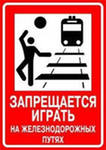 ЗАПРЕЩАЕТСЯ
ИГРАТЬ
НА ЖЕЛЕЗНОДОРОЖНЫХ
ПУТЯХ